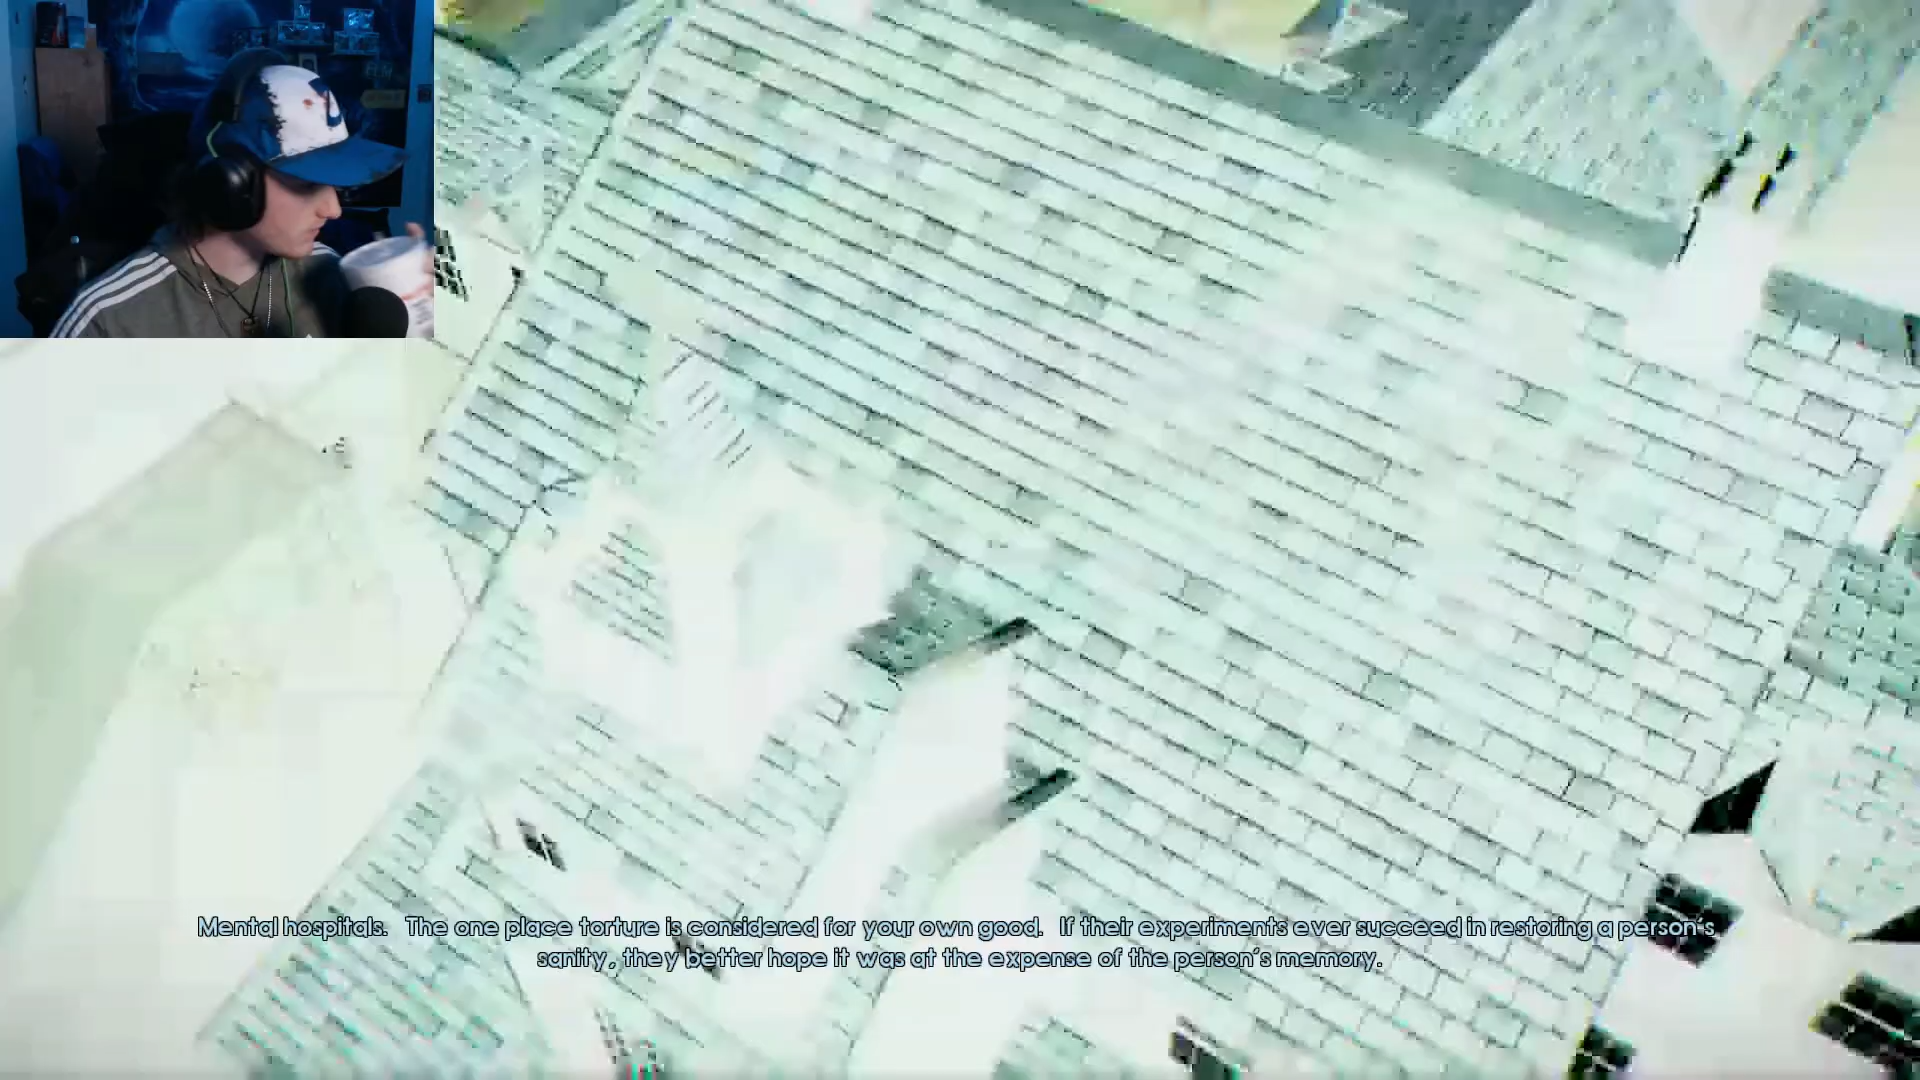 Mental hospitals. The one place torture is considered for your own good. If their experiments ever succeed in restoring a person's
sanity, they better hope it was at the expense of the person's memory.